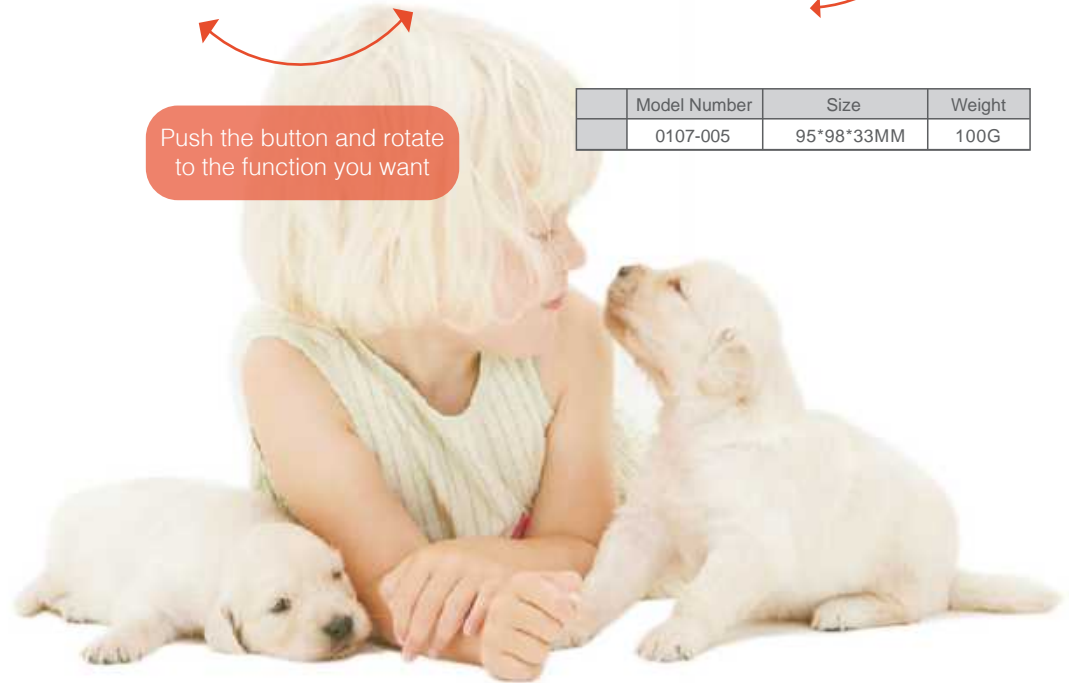 Push the button and rotate
to the function you want
Model Number Size Weight
0107-005 95*98*33MM 100G